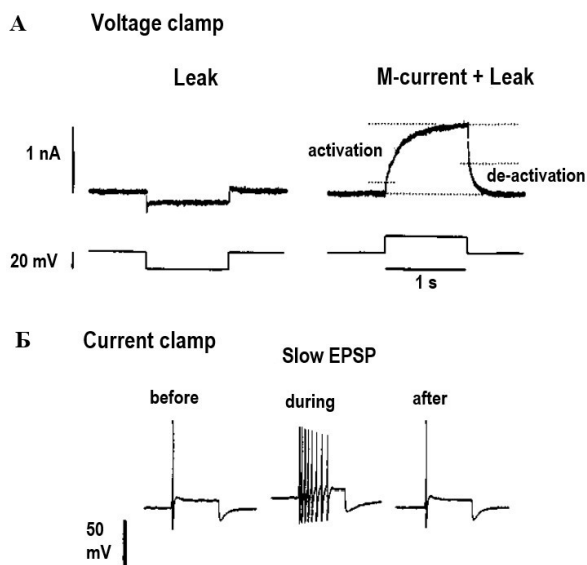 А Voltage clamp
Leak
M-current + Leak
1 nA
activation
de-activation
20 mV
1 s
Б Current clamp
Slow EPSP
before
during
after
50
mV